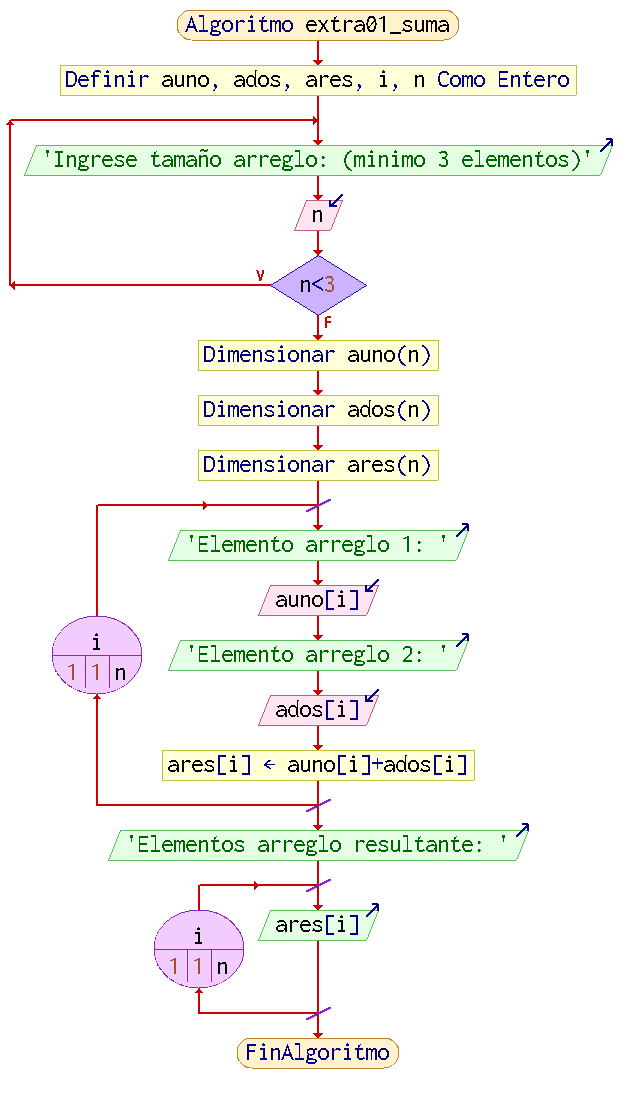 Algoritmo extra01_suma
Definir auno, ados, ares, i, n Como Entero
'Ingrese tamaño arreglo: (minimo 3 elementos)'
n
V
n<3
F
Dimensionar auno(n)
Dimensionar ados(n)
Dimensionar ares(n)
'Elemento arreglo 1: '
auno[i]
i
1 1 n
'Elemento arreglo 2: '
ados[i]
ares[i] ← auno[i]+ados[i]
'Elementos arreglo resultante: '
ares[i]
i
1 1 n
FinAlgoritmo